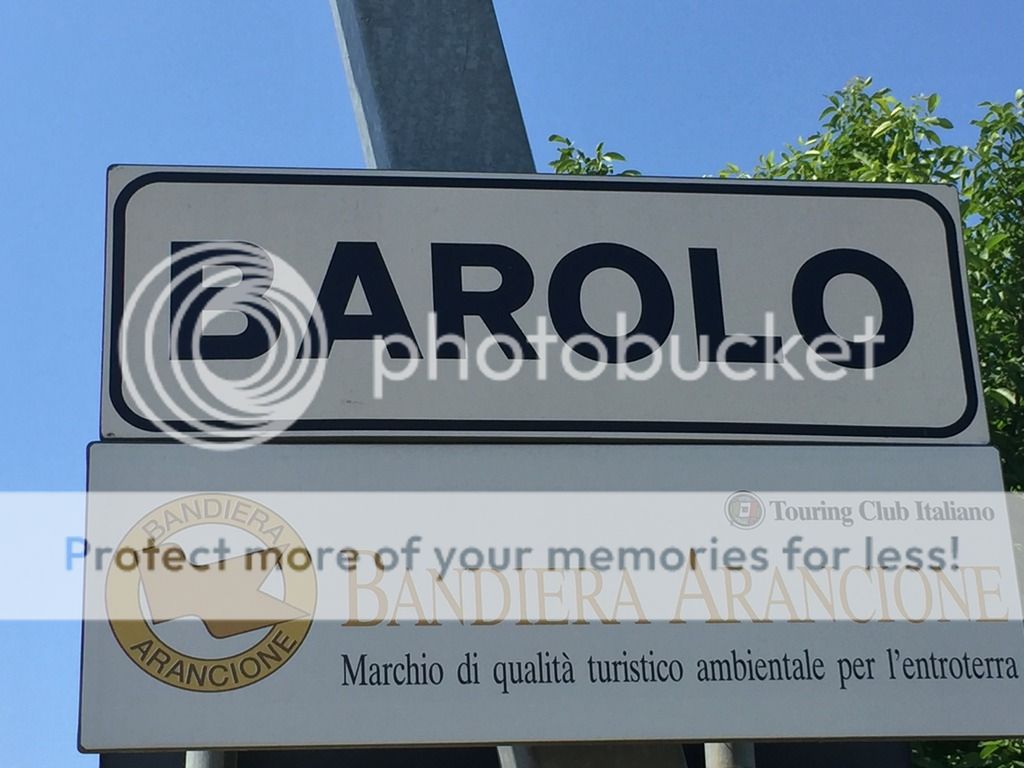 BAROLO
photobucket
Touring Club Italiano
BANDIERA
ARANCIONE
Protect more of your memories for less!
BANDIERA ARANCIONE
Marchio di qualità turistico ambientale per l'entroterra